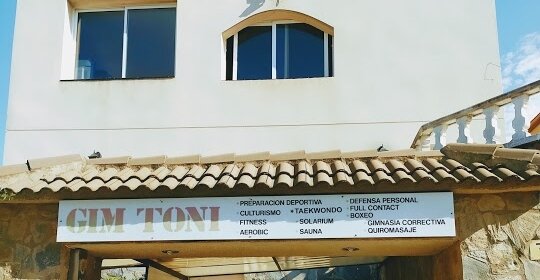 GIM TONI
·PREPARACION DEPORTIVA
·CULTURISMO
FITNESS
AEROBIC
*TAEKWONDO
·SOLARIUM
·SAUNA
·DEFENSA PERSONAL
·FULL CONTACT
·BOXEO
·GIMNASIA CORRECTIVA
QUIROMASAJE